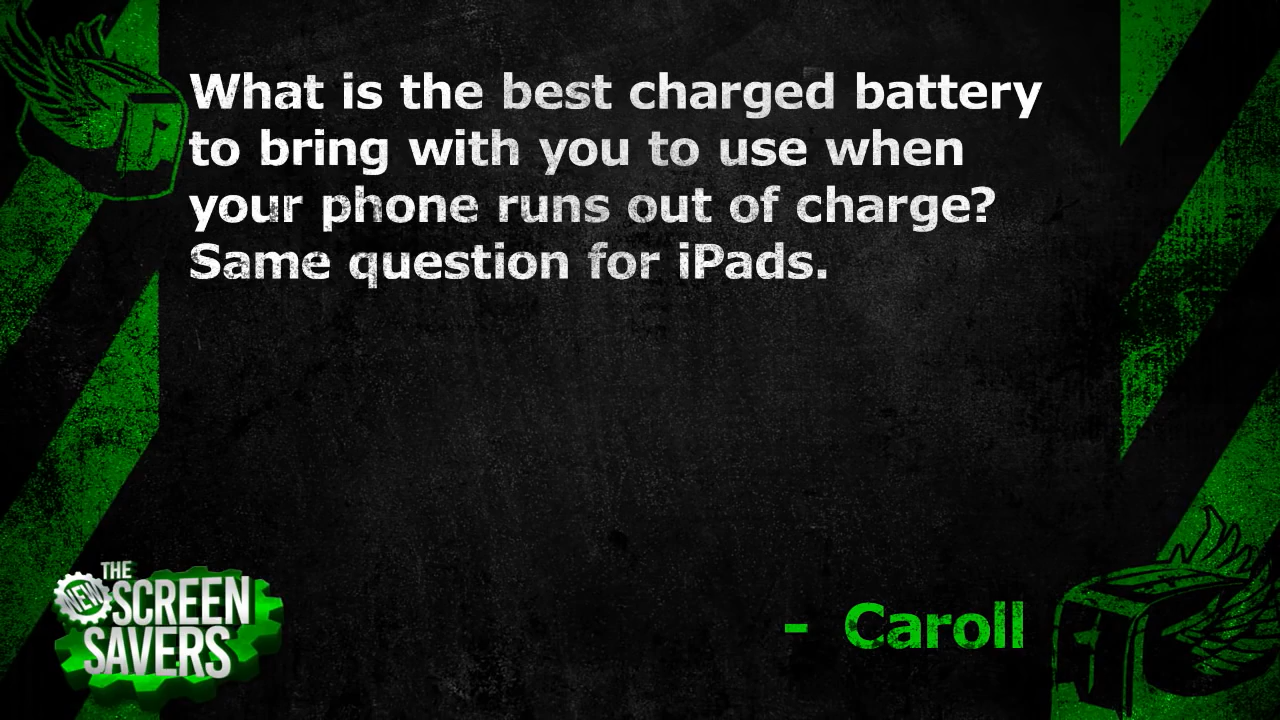 What is the best charged battery
to bring with you to use when
your phone runs out of charge?
Same question for iPads.
- Caroll
THE
NEW SCREEN
SAVERS